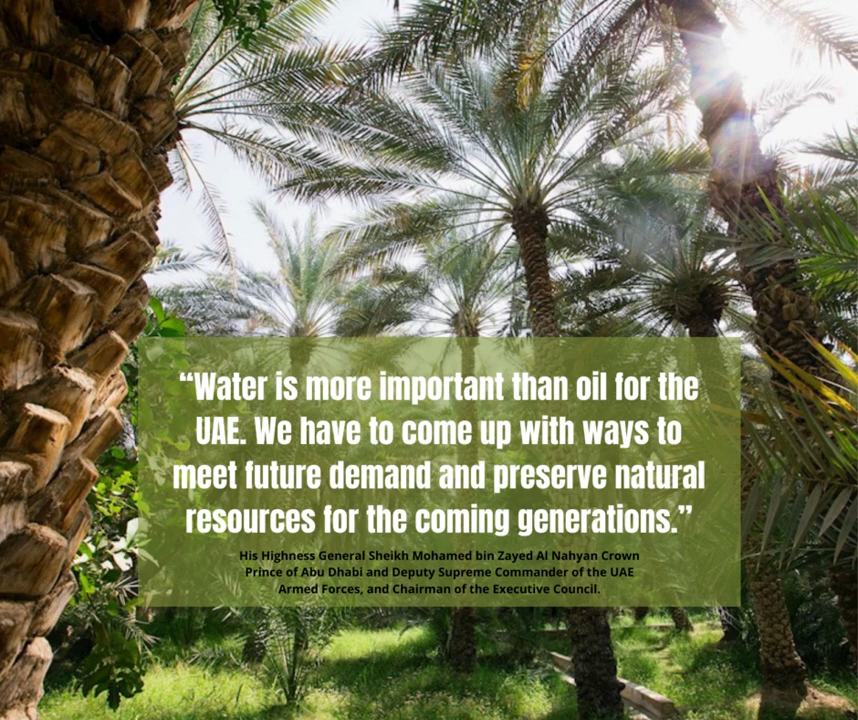 “Water is more important than oil for the
UAE. We have to come up with ways to
meet future demand and preserve natural
resources for the coming generations.”
His Highness General Sheikh Mohamed bin Zayed Al Nahyan Crown
Prince of Abu Dhabi and Deputy Supreme Commander of the UAE
Armed Forces, and Chairman of the Executive Council.